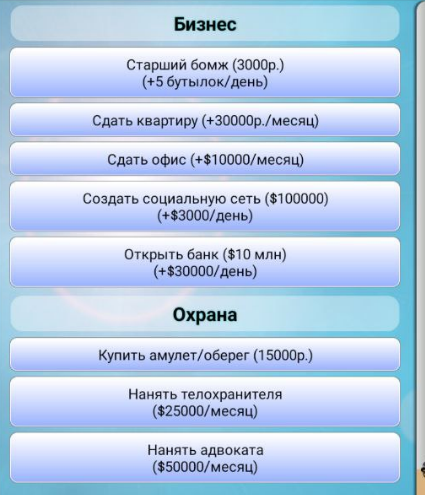 Бизнес
Старший бомж (3000р.)
(+5 бутылок/день)
Сдать квартиру (+30000р./месяц)
Сдать офис (+$10000/месяц)
Создать социальную сеть ($100000)
(+$3000/день)
Открыть банк ($10 млн)
(+$30000/день)
Охрана
Купить амулет/оберег (15000р.)
Нанять телохранителя
($25000/месяц)
Нанять адвоката
($50000/месяц)